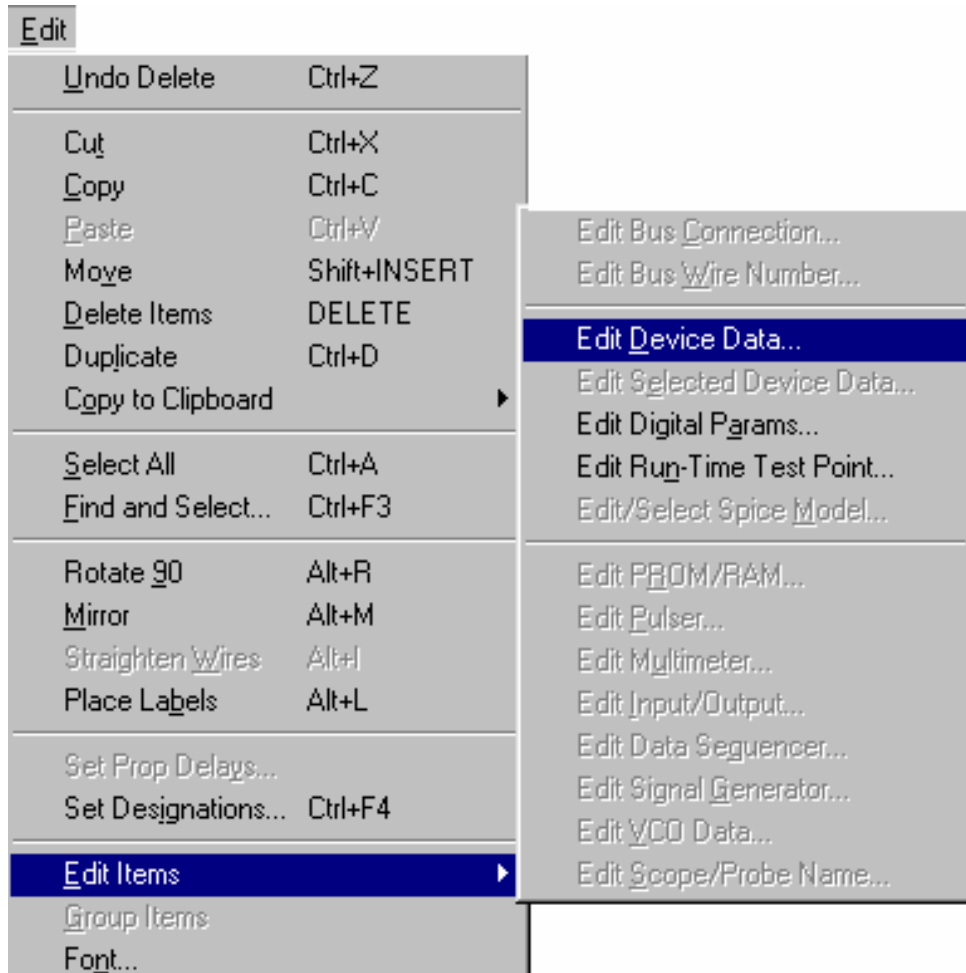 Edit
Undo Delete Ctrl+Z
Cut Ctrl+X
Copy Ctrl+C
Paste Ctrl+V
Move Shift+INSERT
Delete Items DELETE
Duplicate Ctrl+D
Copy to Clipboard
Select All Ctrl+A
Find and Select... Ctrl+F3
Rotate 90 Alt+R
Mirror Alt+M
Straighten Wires Alt+I
Place Labels Alt+L
Set Prop Delays...
Set Designations... Ctrl+F4
Edit Items
Group Items
Font...
Edit Bus Connection...
Edit Bus Wire Number...
Edit Device Data...
Edit Selected Device Data...
Edit Digital Params...
Edit Run-Time Test Point...
Edit/Select Spice Model...
Edit PROM/RAM...
Edit Pulser...
Edit Multimeter...
Edit Input/Output...
Edit Data Sequencer...
Edit Signal Generator...
Edit VCO Data...
Edit Scope/Probe Name...